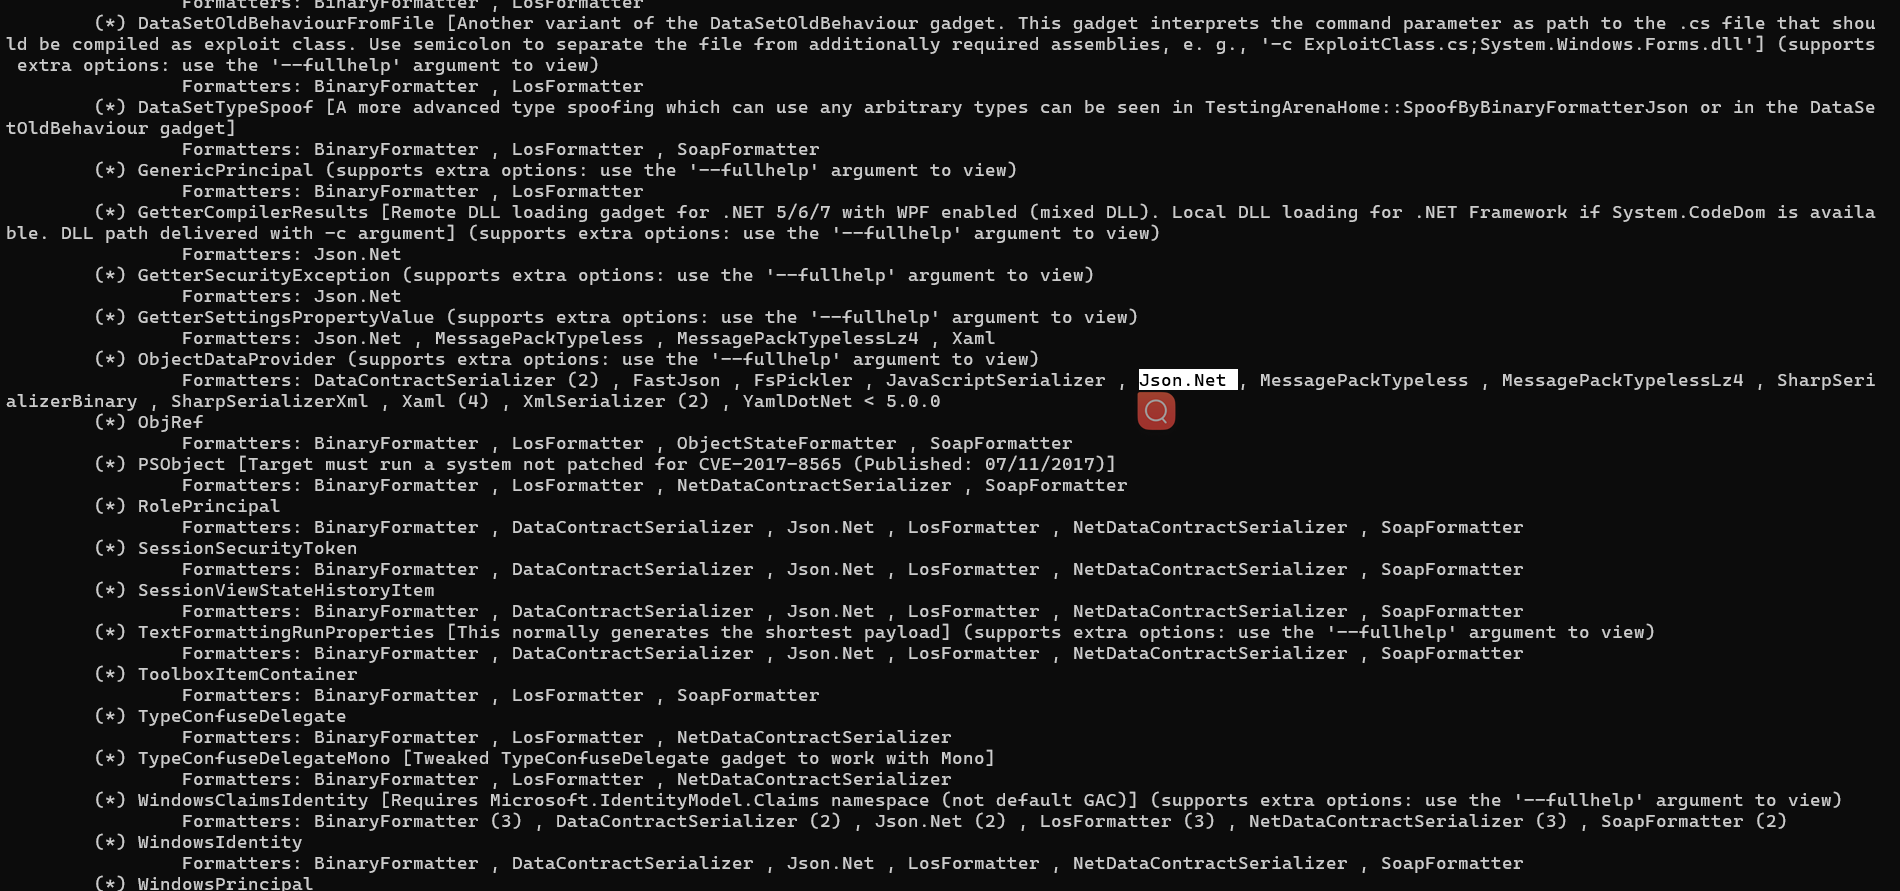 Formatters: BinaryFormatter , LosFormatter
(*) DataSetOldBehaviourFromFile [Another variant of the DataSetOldBehaviour gadget. This gadget interprets the command parameter as path to the .cs file that shou
ld be compiled as exploit class. Use semicolon to separate the file from additionally required assemblies, e. g., '-c ExploitClass.cs;System.Windows.Forms.dll'] (supports
 extra options: use the '--fullhelp' argument to view)
Formatters: BinaryFormatter , LosFormatter
(*) DataSetTypeSpoof [A more advanced type spoofing which can use any arbitrary types can be seen in TestingArenaHome::SpoofByBinaryFormatterJson or in the DataSe
tOldBehaviour gadget]
Formatters: BinaryFormatter , LosFormatter , SoapFormatter
(*) GenericPrincipal (supports extra options: use the '--fullhelp' argument to view)
Formatters: BinaryFormatter , LosFormatter
(*) GetterCompilerResults [Remote DLL loading gadget for .NET 5/6/7 with WPF enabled (mixed DLL). Local DLL loading for .NET Framework if System.CodeDom is availa
ble. DLL path delivered with -c argument] (supports extra options: use the '--fullhelp' argument to view)
Formatters: Json.Net
(*) GetterSecurityException (supports extra options: use the '--fullhelp' argument to view)
Formatters: Json.Net
(*) GetterSettingsPropertyValue (supports extra options: use the '--fullhelp' argument to view)
Formatters: Json.Net , MessagePackTypeless , MessagePackTypelessLz4 , Xaml
(*) ObjectDataProvider (supports extra options: use the '--fullhelp' argument to view)
Formatters: DataContractSerializer (2) , FastJson , FsPickler , JavaScriptSerializer , Json.Net , MessagePackTypeless , MessagePackTypelessLz4 , SharpSeri
alizerBinary , SharpSerializerXml , Xaml (4) , XmlSerializer (2) , YamlDotNet < 5.0.0
(*) ObjRef
Formatters: BinaryFormatter , LosFormatter , ObjectStateFormatter , SoapFormatter
(*) PSObject [Target must run a system not patched for CVE-2017-8565 (Published: 07/11/2017)]
Formatters: BinaryFormatter , LosFormatter , NetDataContractSerializer , SoapFormatter
(*) RolePrincipal
Formatters: BinaryFormatter , DataContractSerializer , Json.Net , LosFormatter , NetDataContractSerializer , SoapFormatter
(*) SessionSecurityToken
Formatters: BinaryFormatter , DataContractSerializer , Json.Net , LosFormatter , NetDataContractSerializer , SoapFormatter
(*) SessionViewStateHistoryItem
Formatters: BinaryFormatter , DataContractSerializer , Json.Net , LosFormatter , NetDataContractSerializer , SoapFormatter
(*) TextFormattingRunProperties [This normally generates the shortest payload] (supports extra options: use the '--fullhelp' argument to view)
Formatters: BinaryFormatter , DataContractSerializer , Json.Net , LosFormatter , NetDataContractSerializer , SoapFormatter
(*) ToolboxItemContainer
Formatters: BinaryFormatter , LosFormatter , SoapFormatter
(*) TypeConfuseDelegate
Formatters: BinaryFormatter , LosFormatter , NetDataContractSerializer
(*) TypeConfuseDelegateMono [Tweaked TypeConfuseDelegate gadget to work with Mono]
Formatters: BinaryFormatter , LosFormatter , NetDataContractSerializer
(*) WindowsClaimsIdentity [Requires Microsoft.IdentityModel.Claims namespace (not default GAC)] (supports extra options: use the '--fullhelp' argument to view)
Formatters: BinaryFormatter (3) , DataContractSerializer (2) , Json.Net (2) , LosFormatter (3) , NetDataContractSerializer (3) , SoapFormatter (2)
(*) WindowsIdentity
Formatters: BinaryFormatter , DataContractSerializer , Json.Net , LosFormatter , NetDataContractSerializer , SoapFormatter
(*) WindowsPrincipal